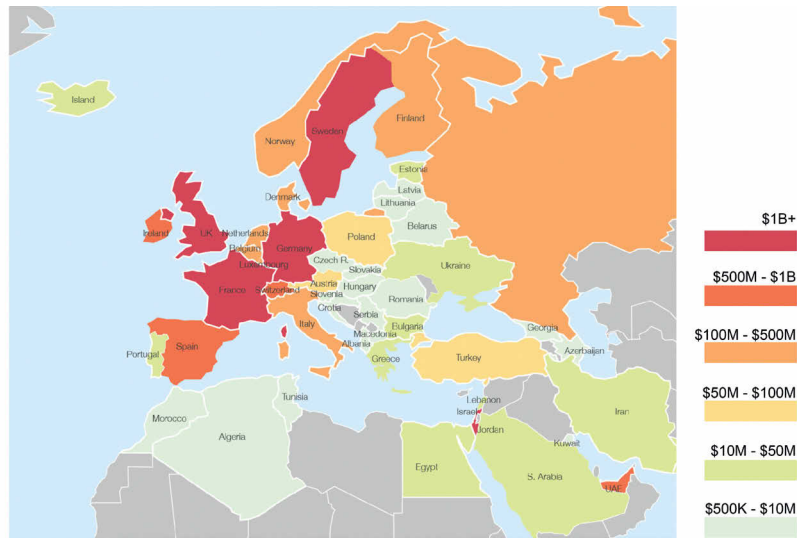 Island
Norway
Sweden
Finland
Estonia
Latvia
Lithuania
Denmark
Belarus
Ireland
UK
Netherlands
Belgium
Germany
Poland
Luxembourg
Czech R.
Slovakia
Ukraine
France
Switzerland
Austria
Hungary
Slovenia
Romania
Crotia
Serbia
Italy
Bulgaria
Macedonia
Albania
Georgia
Azerbaijan
Portugal
Spain
Greece
Turkey
Tunisia
Lebanon
Israel
Jordan
Iran
Morocco
Algeria
Kuwait
Egypt
S. Arabia
UAE
$1B+
$500M - $1B
$100M - $500M
$50M - $100M
$10M - $50M
$500K - $10M